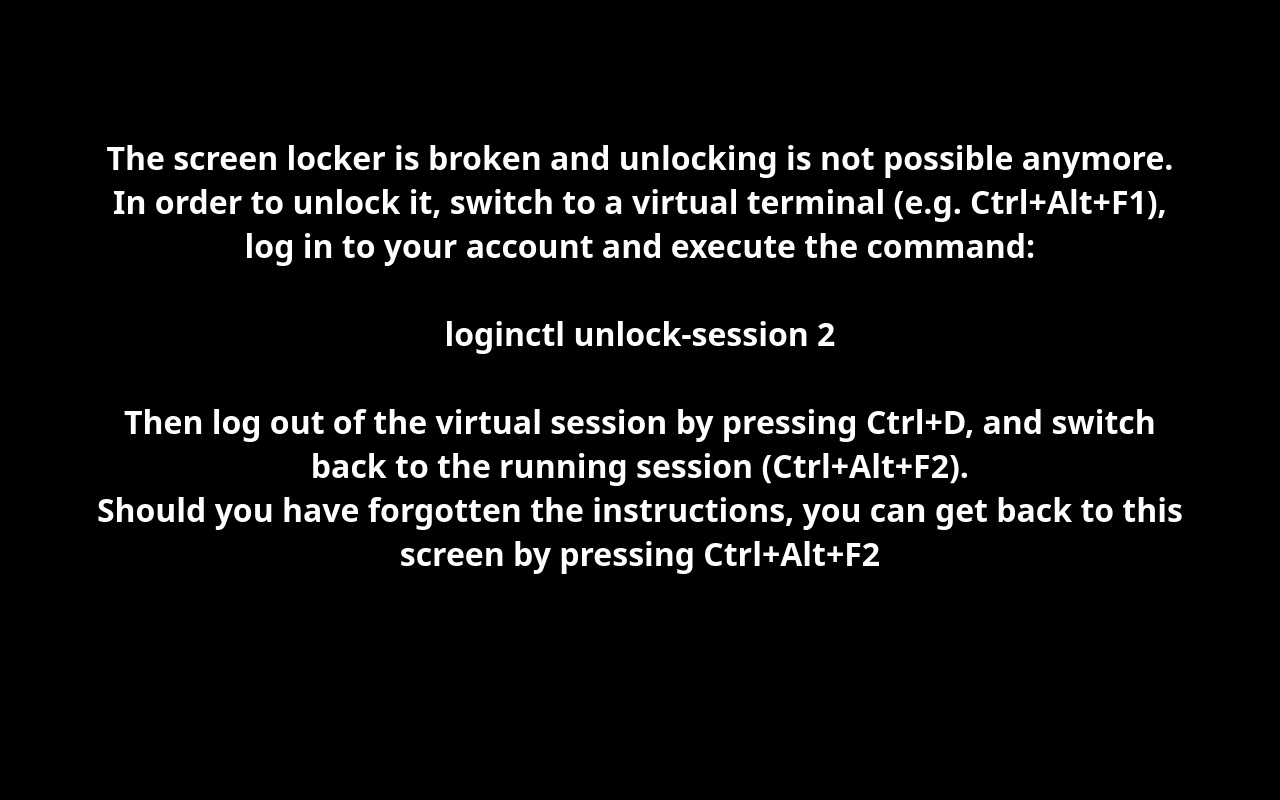 The screen locker is broken and unlocking is not possible anymore.
In order to unlock it, switch to a virtual terminal (e.g. Ctrl+Alt+F1),
log in to your account and execute the command:
loginctl unlock-session 2
Then log out of the virtual session by pressing Ctrl+D, and switch
back to the running session (Ctrl+Alt+F2).
Should you have forgotten the instructions, you can get back to this
screen by pressing Ctrl+Alt+F2